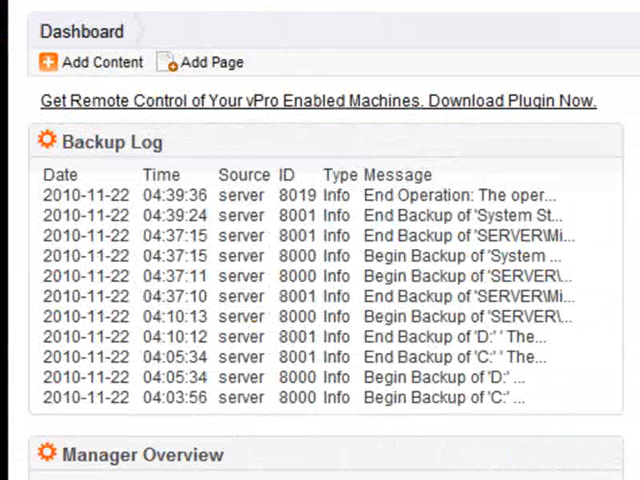 Dashboard
Add Content Add Page
Get Remote Control of Your vPro Enabled Machines. Download Plugin Now.
Backup Log
Date Time Source ID Type Message
2010-11-22 04:39:36 server 8019 Info End Operation: The oper...
2010-11-22 04:39:24 server 8001 Info End Backup of 'System St...
2010-11-22 04:37:15 server 8001 Info End Backup of 'SERVER\Mi...
2010-11-22 04:37:15 server 8000 Info Begin Backup of 'System ...
2010-11-22 04:37:11 server 8000 Info Begin Backup of 'SERVER\...
2010-11-22 04:37:10 server 8001 Info End Backup of 'SERVER\Mi...
2010-11-22 04:10:13 server 8000 Info Begin Backup of 'SERVER\...
2010-11-22 04:10:12 server 8001 Info End Backup of 'D:' ' The...
2010-11-22 04:05:34 server 8001 Info End Backup of 'C:' ' The...
2010-11-22 04:05:34 server 8000 Info Begin Backup of 'D:' ...
2010-11-22 04:03:56 server 8000 Info Begin Backup of 'C:' ...
Manager Overview